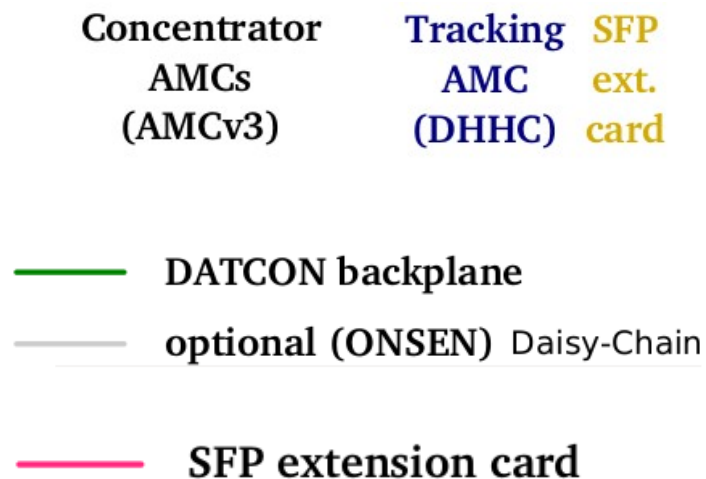 Concentrator Tracking SFP
AMCs AMC ext.
(AMCv3) (DHHC) card
DATCON backplane
optional (ONSEN) Daisy-Chain
SFP extension card